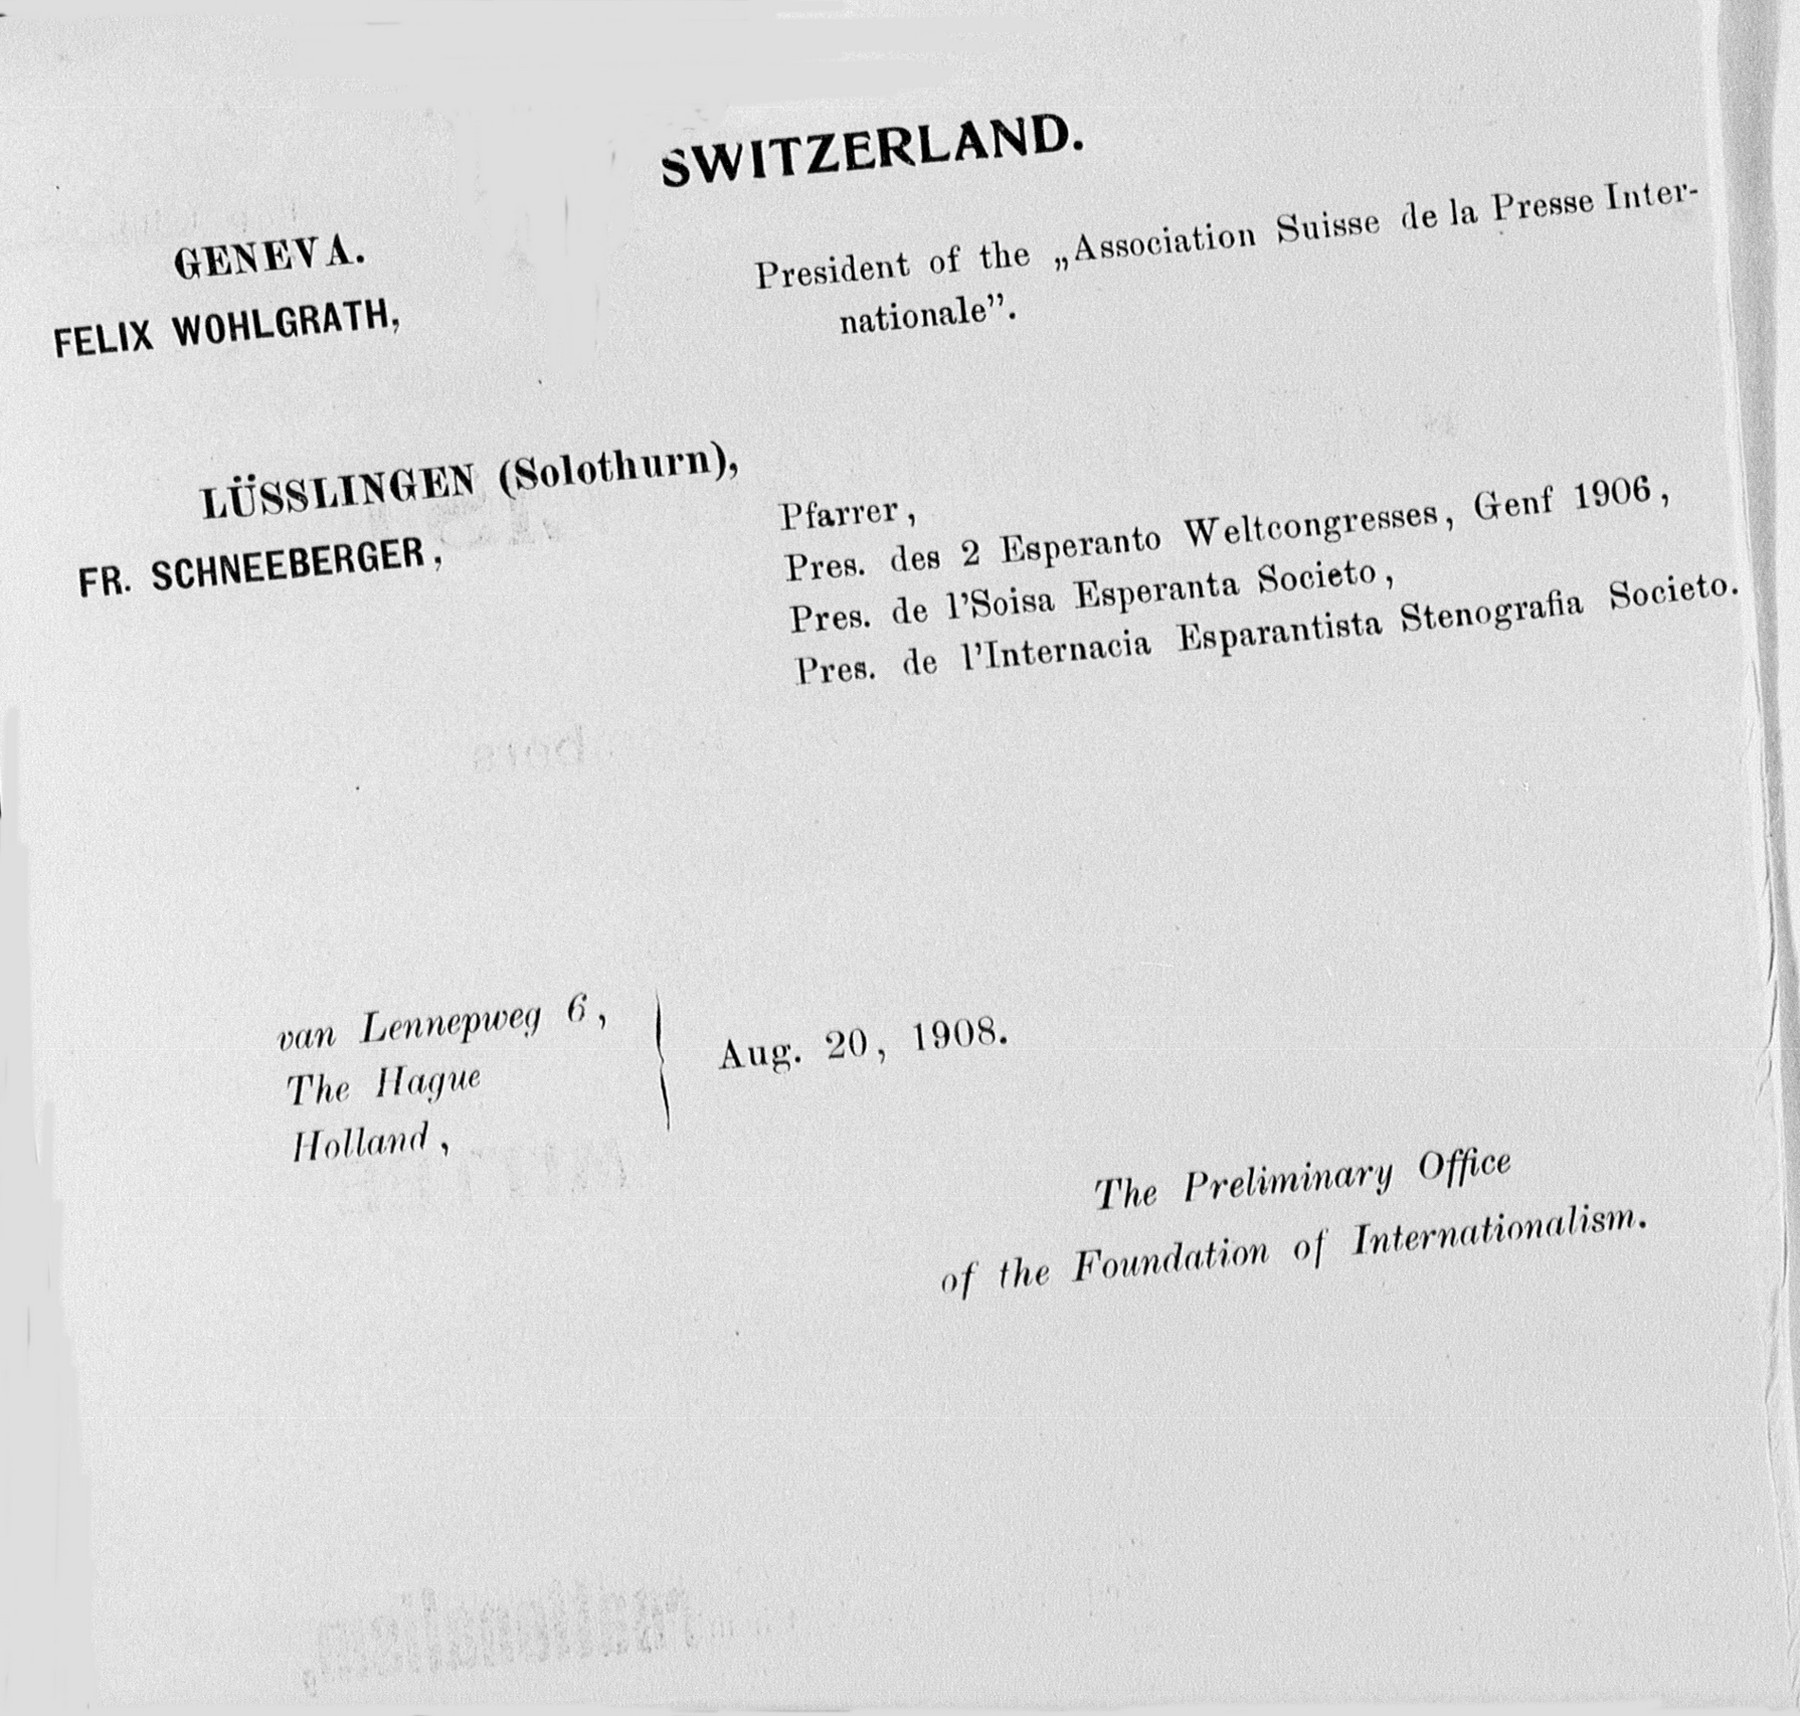 SWITZERLAND.
GENEVA.
FELIX WOHLGRATH,
President of the „Association Suisse de la Presse Inter-
nationale”.
LÜSSLINGEN (Solothurn),
FR. SCHNEEBERGER,
Pfarrer,
Pres. des 2 Esperanto Weltcongresses, Genf 1906,
Pres. de l’Soisa Esperanta Societo,
Pres. de l’Internacia Esparantista Stenografia Societo.
van Lennepweg 6,
The Hague
Holland,
Aug. 20, 1908.
The Preliminary Office
of the Foundation of Internationalism.